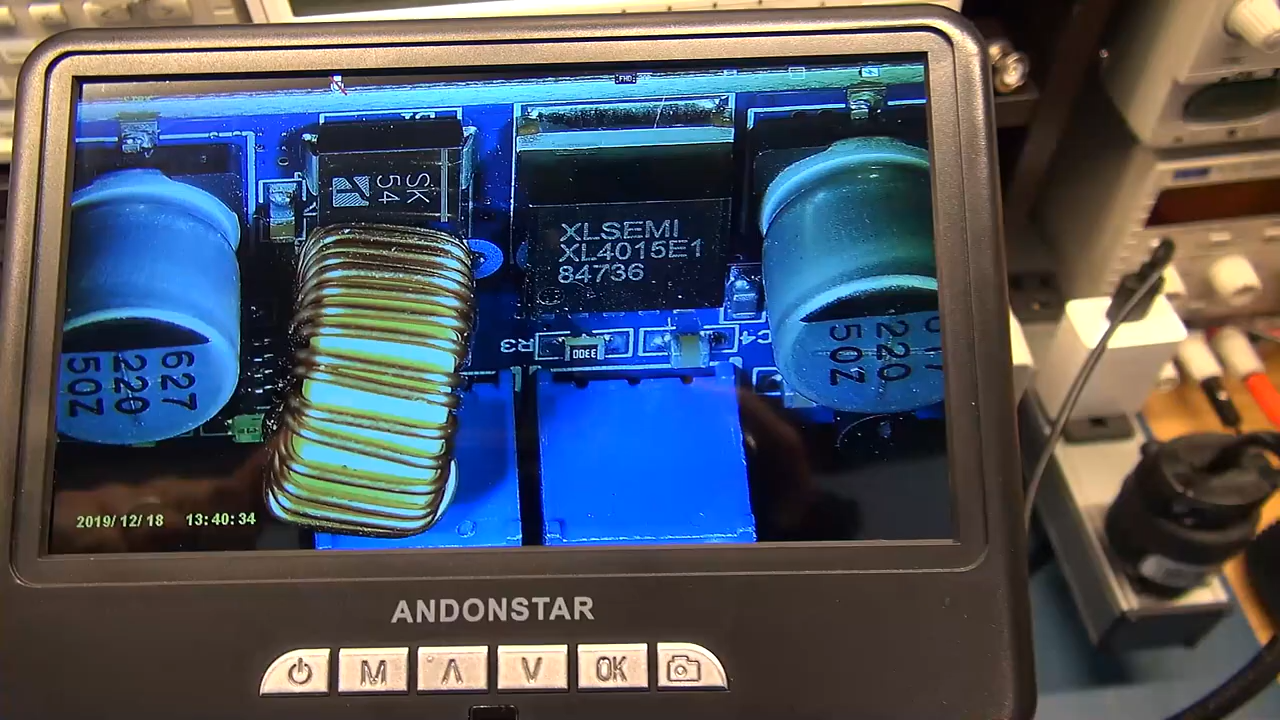 FHD
SK
54
XLSEMI
XL4015E1
84736
R3
C4
627
220
50Z
220
50Z
2019/12/18 13:40:34
ANDONSTAR
M
OK